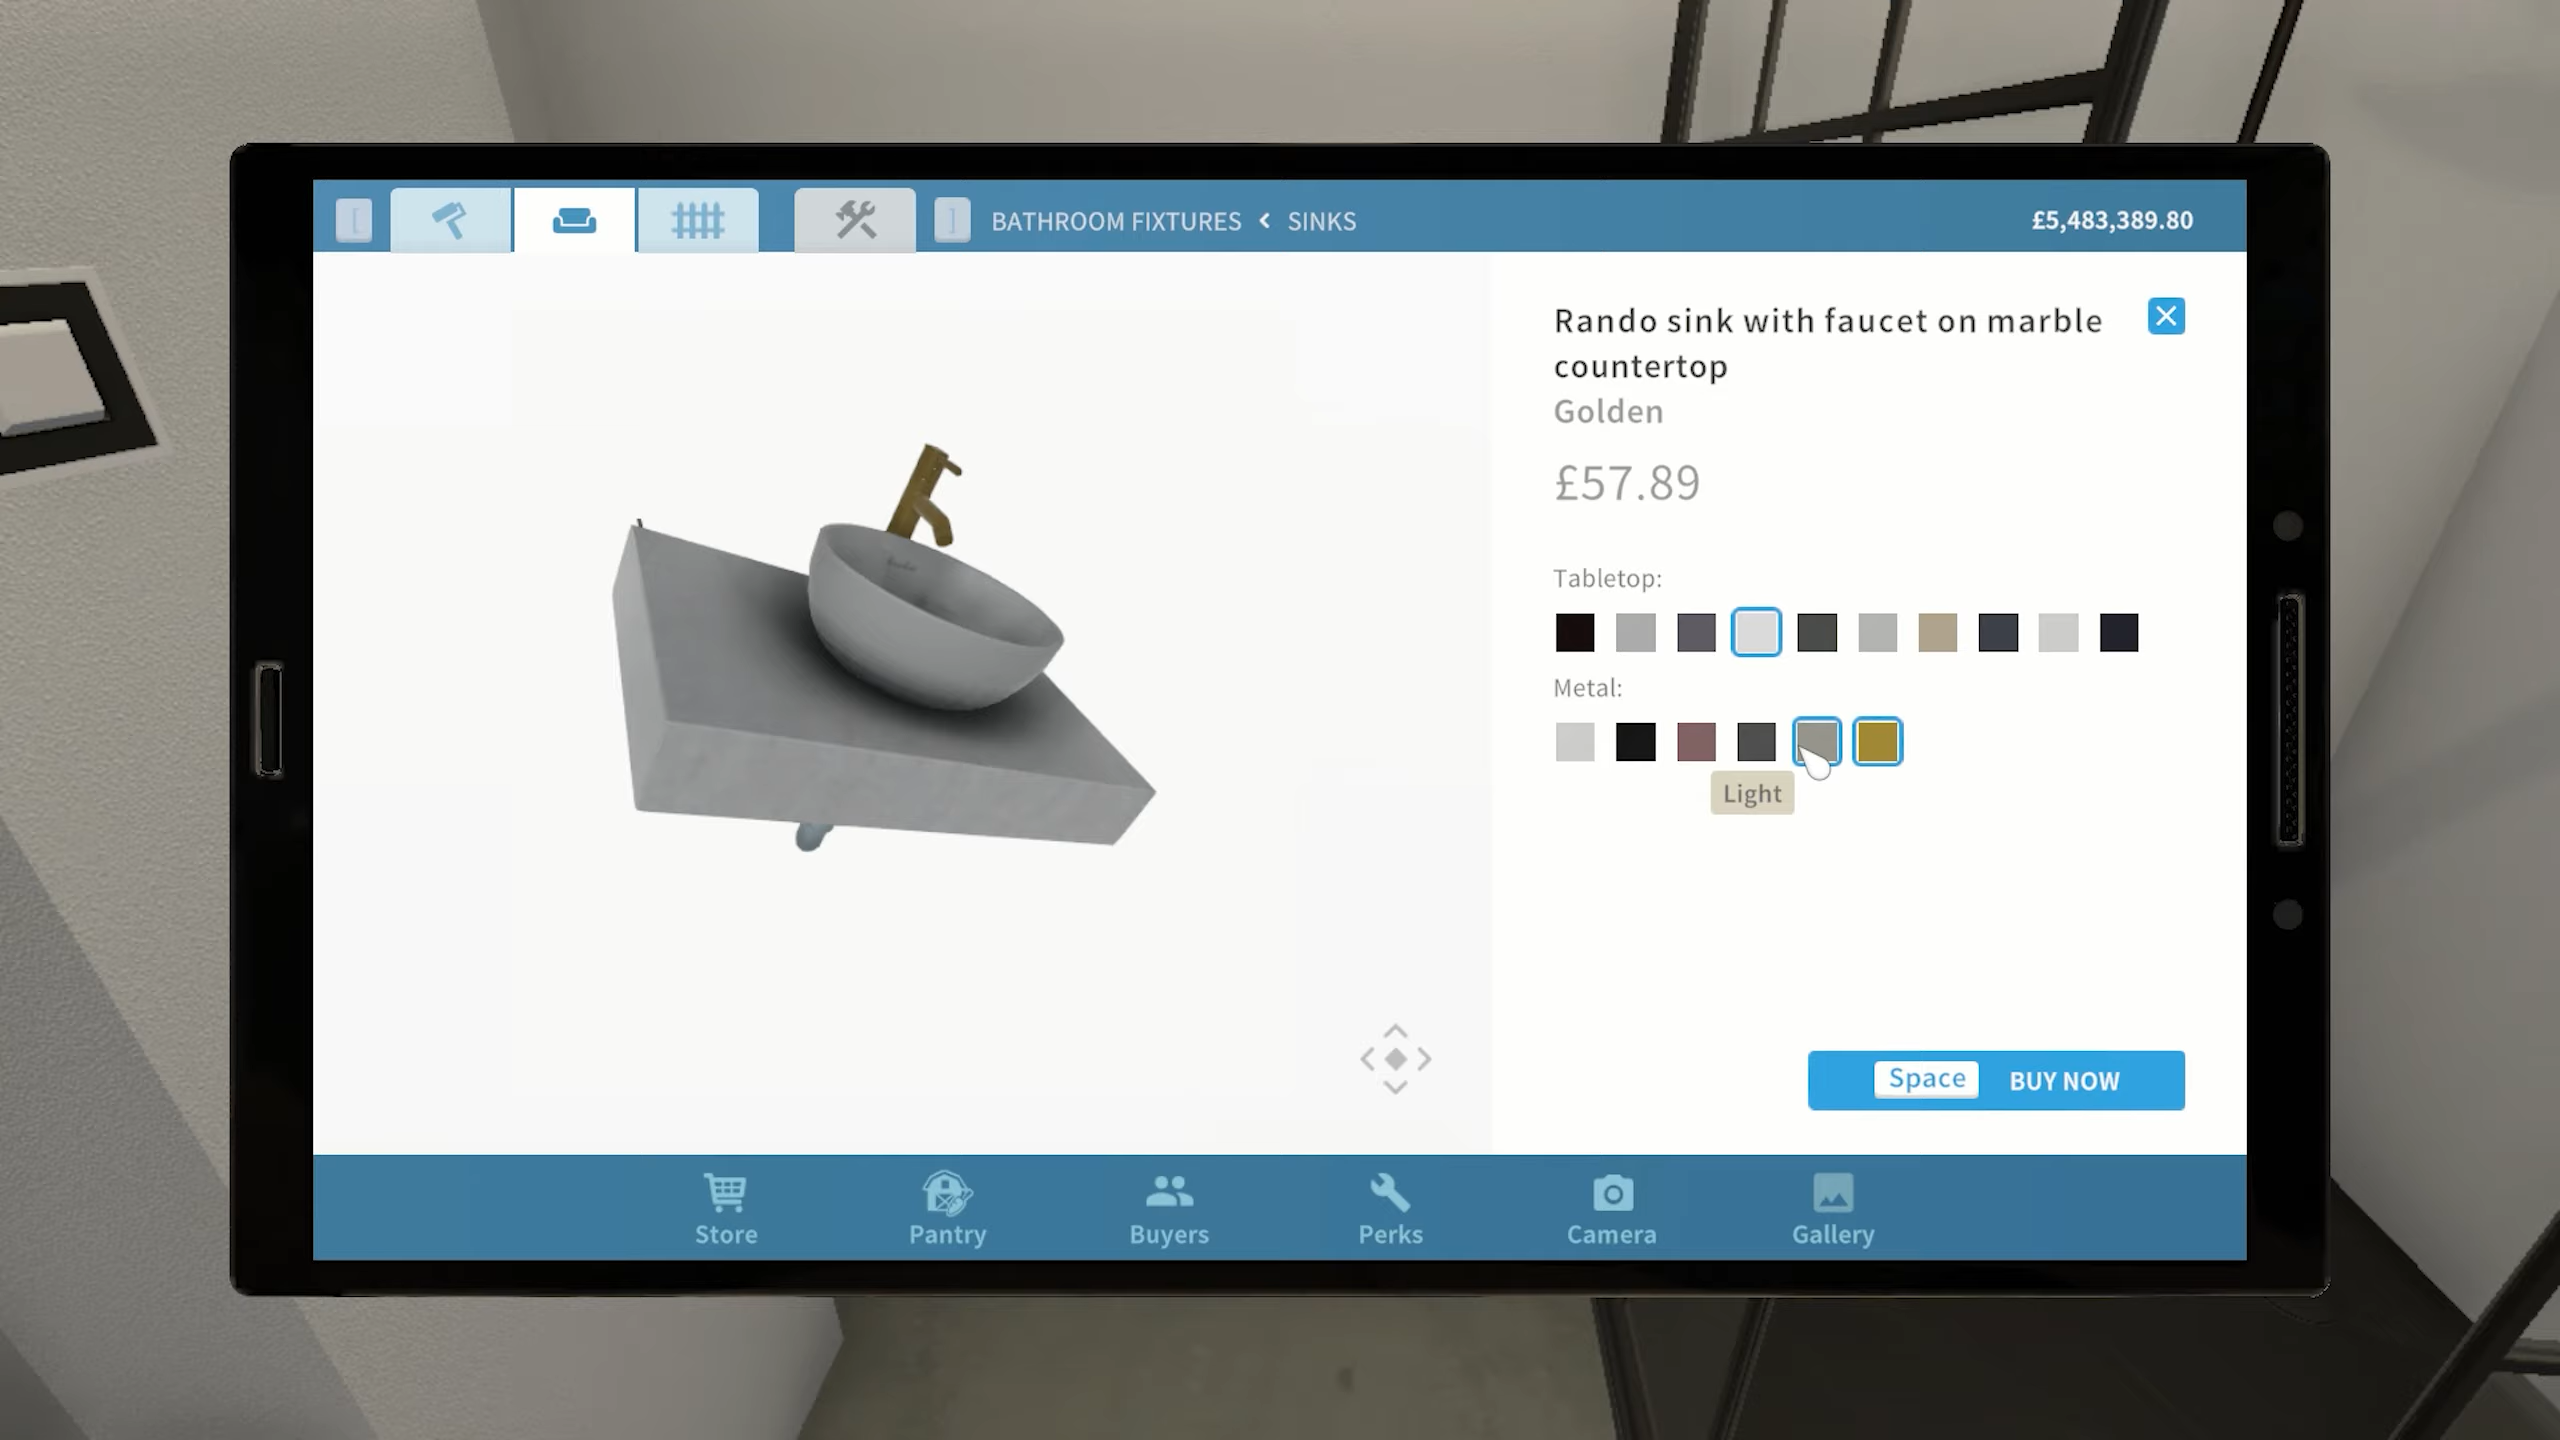 [
]
BATHROOM FIXTURES < SINKS
£5,483,389.80
Rando sink with faucet on marble
countertop
Golden
£57.89
Tabletop:
Metal:
Light
Space BUY NOW
Store
Pantry
Buyers
Perks
Camera
Gallery